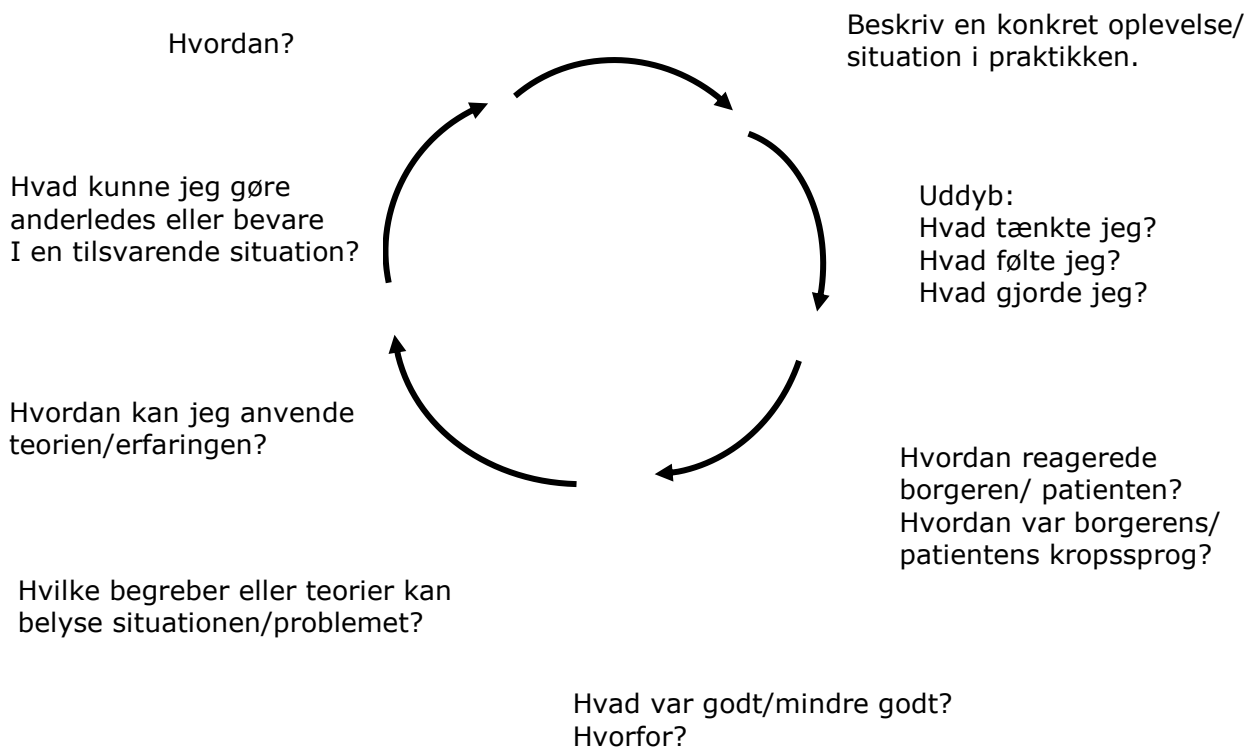 Hvordan?
Beskriv en konkret oplevelse/
situation i praktikken.
Uddyb:
Hvad tænkte jeg?
Hvad følte jeg?
Hvad gjorde jeg?
Hvordan reagerede
borgeren/ patienten?
Hvordan var borgerens/
patientens kropssprog?
Hvad var godt/mindre godt?
Hvorfor?
Hvilke begreber eller teorier kan
belyse situationen/problemet?
Hvordan kan jeg anvende
teorien/erfaringen?
Hvad kunne jeg gøre
anderledes eller bevare
I en tilsvarende situation?